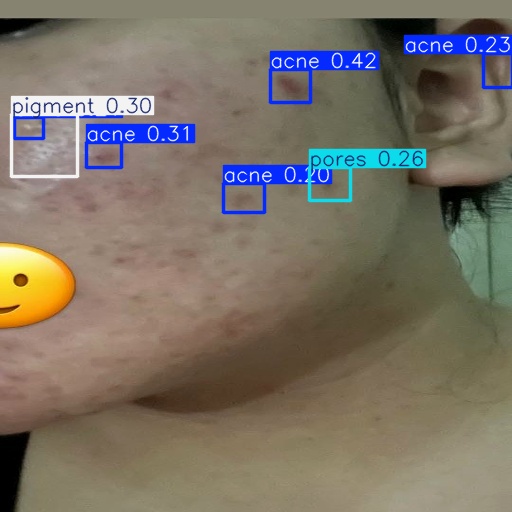 acne 0.23
acne 0.42
pigment 0.30
acne 0.31
pores 0.26
acne 0.20